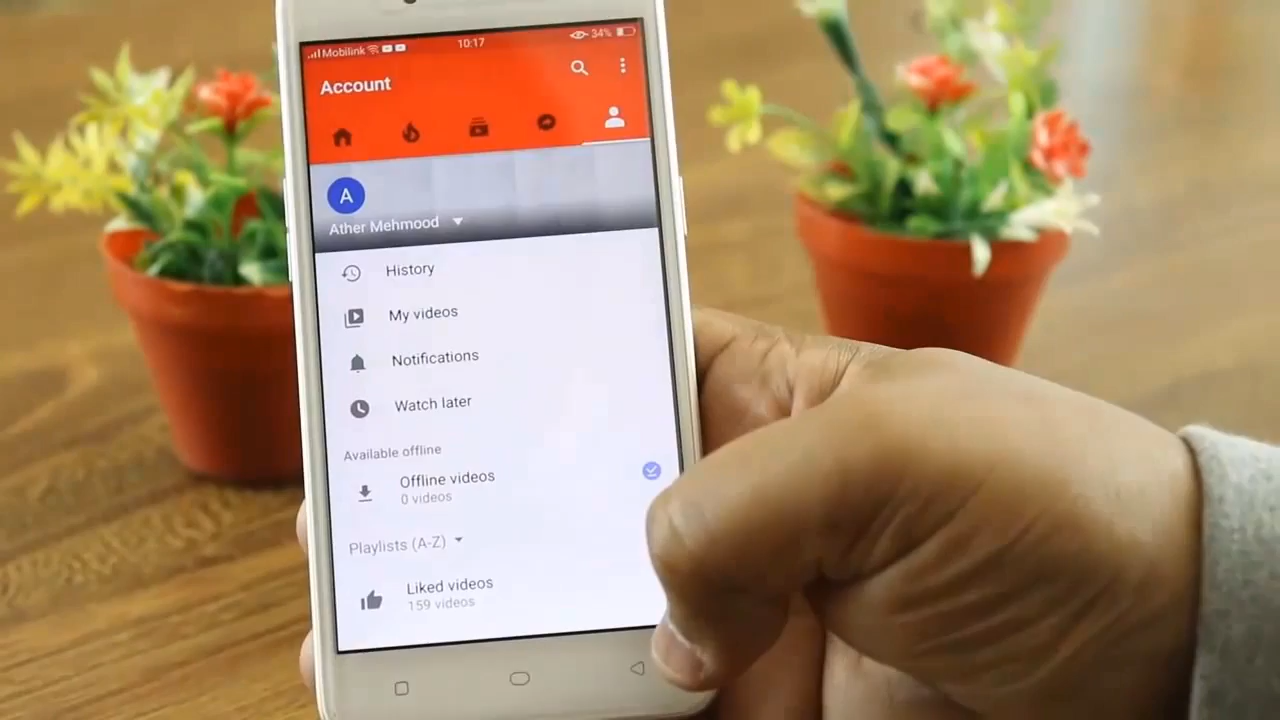 Mobilink 10:17 34%
Account
A
Ather Mehmood
History
My videos
Notifications
Watch later
Available offline
Offline videos
0 videos
Playlists (A-Z)
Liked videos
159 videos